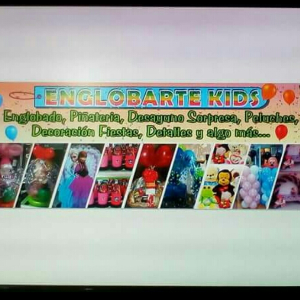 ENGLOBARTE KIDS
Englobado, Piñateria, Desayuno Sorpresa, Peluches,
Decoración Fiestas, Detalles y algo más...